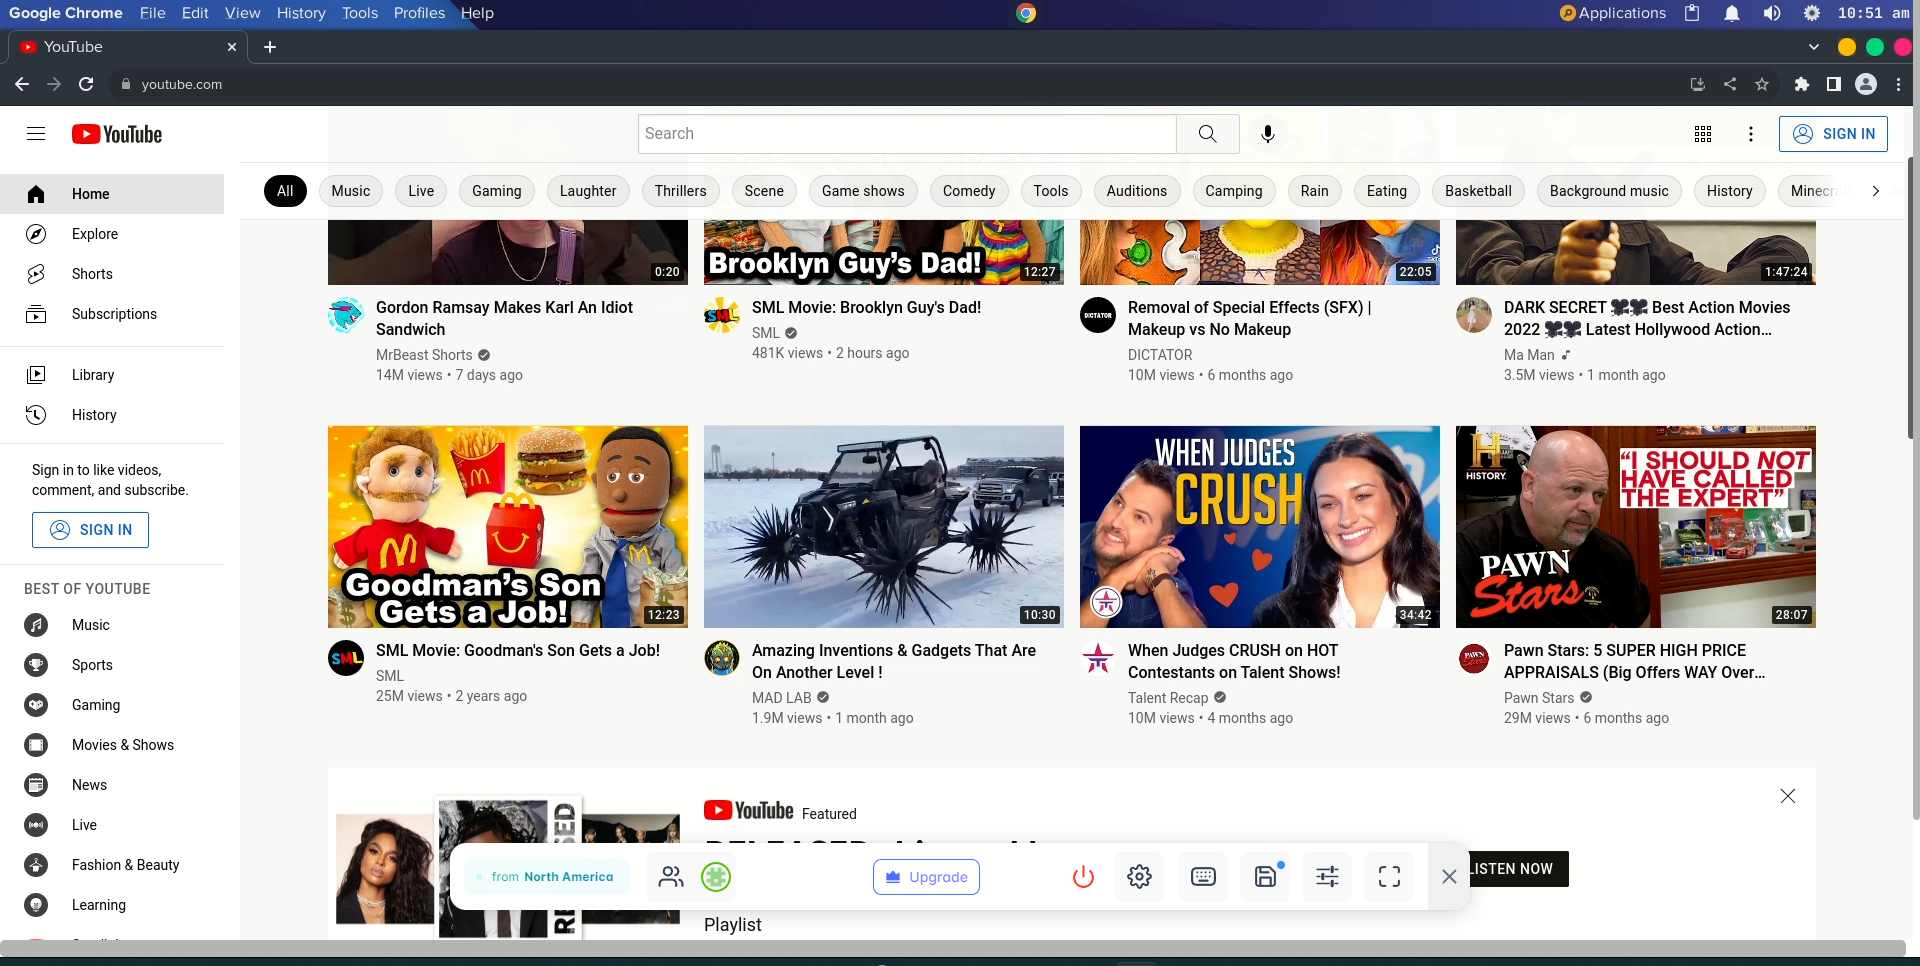 Google Chrome File Edit View History Tools Profiles Help
Applications 10:51 am
YouTube
youtube.com
YouTube
Search
SIGN IN
Home
Explore
Shorts
Subscriptions
Library
History
Sign in to like videos,
comment, and subscribe.
SIGN IN
BEST OF YOUTUBE
Music
Sports
Gaming
Movies & Shows
News
Live
Fashion & Beauty
Learning
All Music Live Gaming Laughter Thrillers Scene Game shows Comedy Tools Auditions Camping Rain Eating Basketball Background music History
0:20
Gordon Ramsay Makes Karl An Idiot
Sandwich
MrBeast Shorts
14M views • 7 days ago
Brooklyn Guy's Dad!
12:27
SML
SML Movie: Brooklyn Guy's Dad!
SML
481K views • 2 hours ago
22:05
DICTATOR
Removal of Special Effects (SFX) |
Makeup vs No Makeup
DICTATOR
10M views • 6 months ago
1:47:24
DARK SECRET 🎥🎥 Best Action Movies
2022 🎥🎥 Latest Hollywood Action...
Ma Man
3.5M views • 1 month ago
Goodman's Son
Gets a Job!
12:23
SML
SML Movie: Goodman's Son Gets a Job!
SML
25M views • 2 years ago
10:30
Amazing Inventions & Gadgets That Are
On Another Level !
MAD LAB
1.9M views • 1 month ago
WHEN JUDGES
CRUSH
34:42
When Judges CRUSH on HOT
Contestants on Talent Shows!
Talent Recap
10M views • 4 months ago
H
HISTORY
"I SHOULD NOT
HAVE CALLED
THE EXPERT"
PAWN
Stars
28:07
PAWN
Stars
Pawn Stars: 5 SUPER HIGH PRICE
APPRAISALS (Big Offers WAY Over...
Pawn Stars
29M views • 6 months ago
YouTube Featured
LISTEN NOW
Playlist
from North America
Upgrade